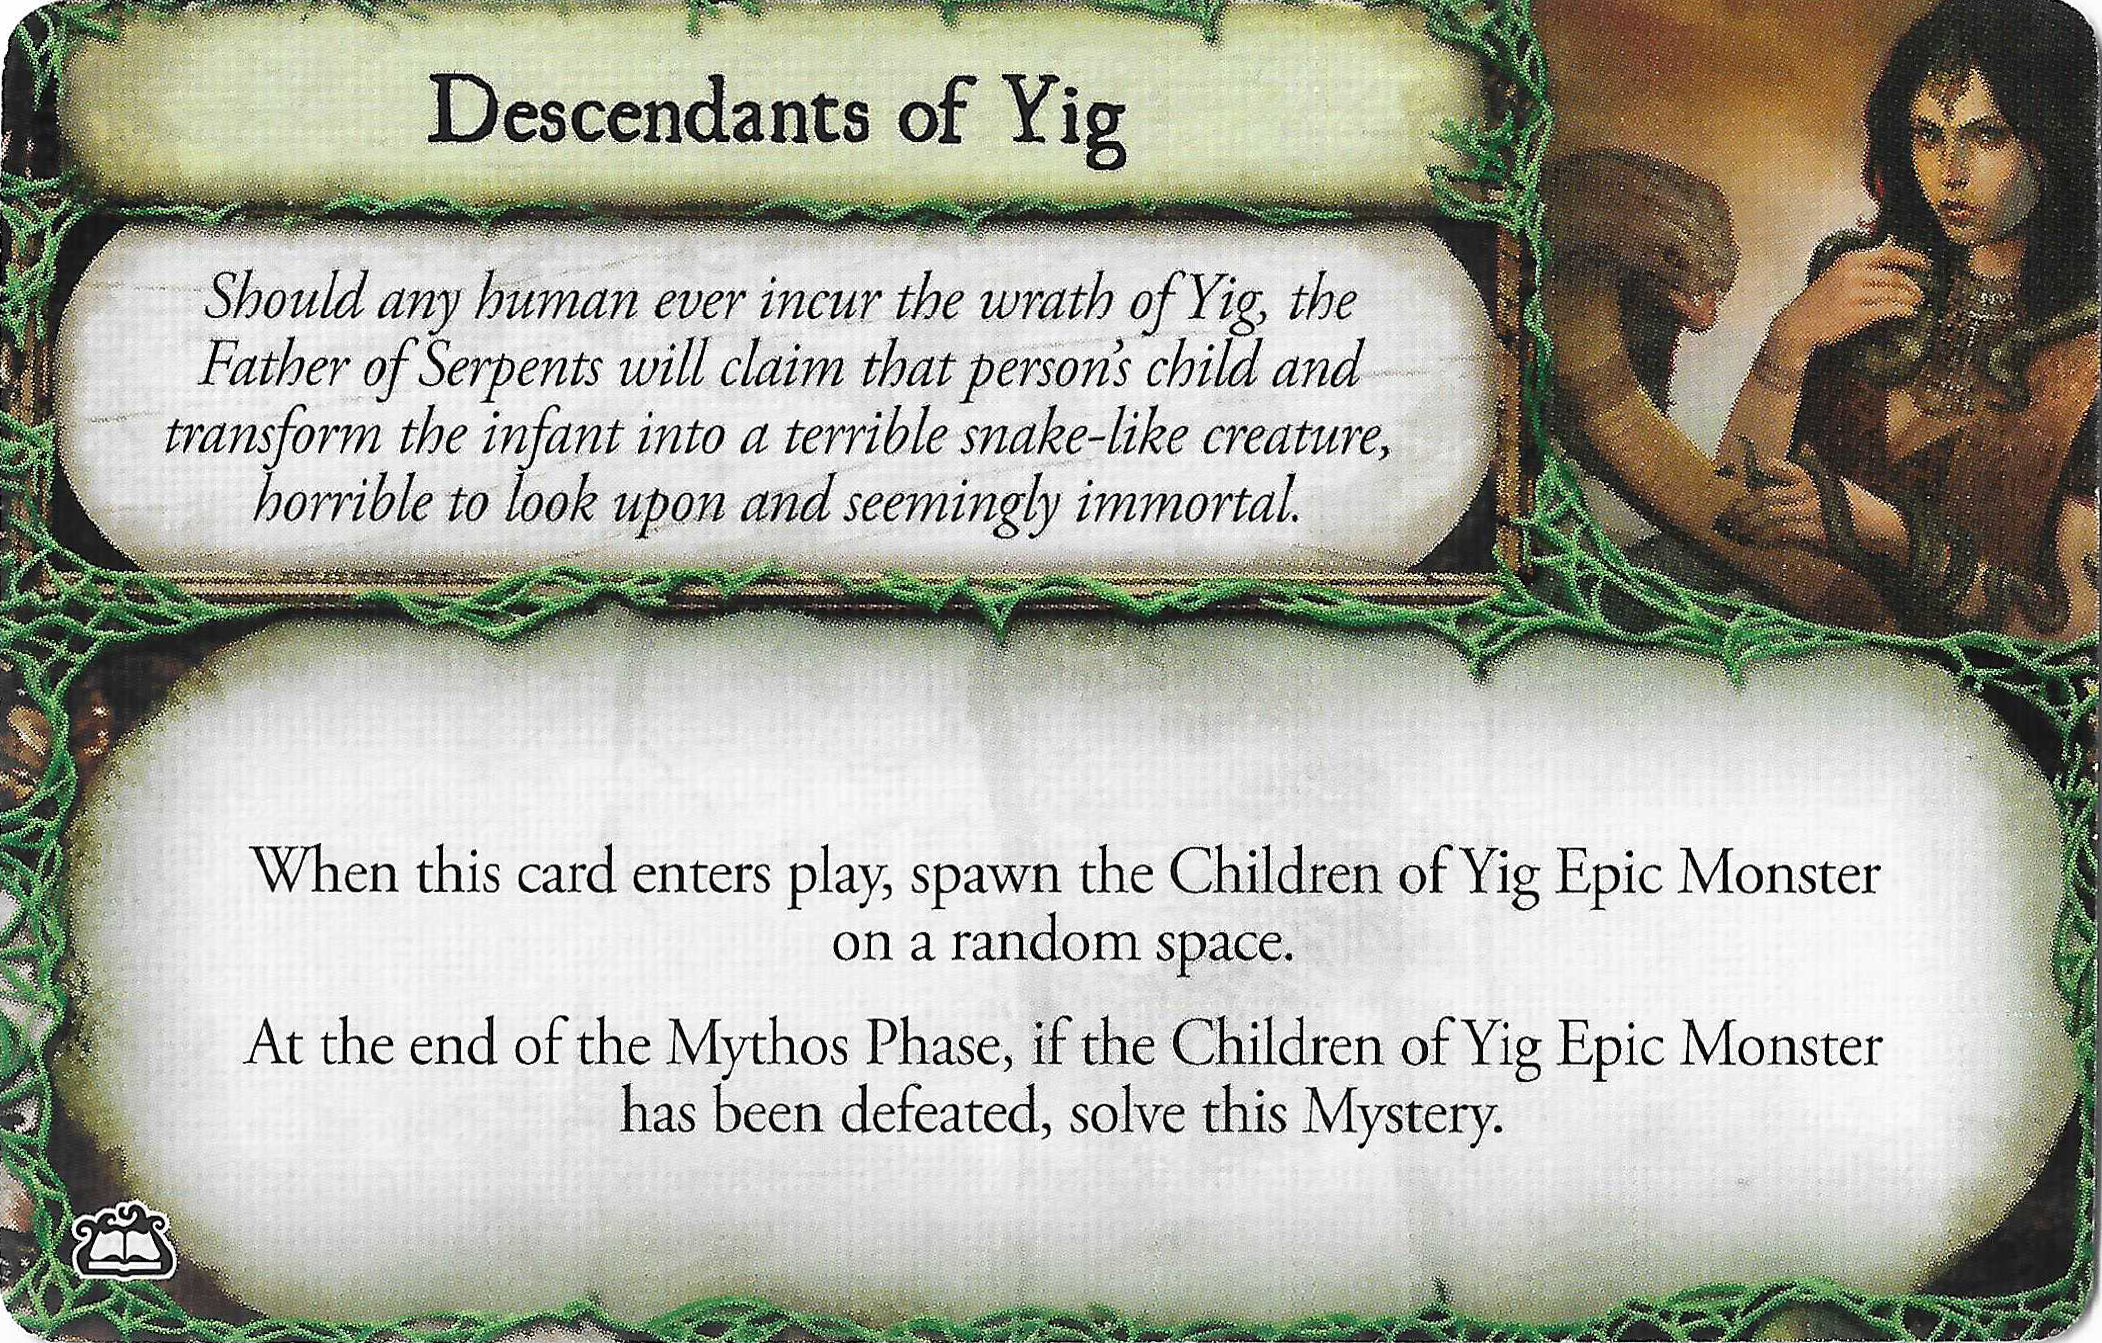 Descendants of Yig
Should any human ever incur the wrath of Yig, the
Father of Serpents will claim that person's child and
transform the infant into a terrible snake-like creature,
horrible to look upon and seemingly immortal.
When this card enters play, spawn the Children of Yig Epic Monster
on a random space.
At the end of the Mythos Phase, if the Children of Yig Epic Monster
has been defeated, solve this Mystery.